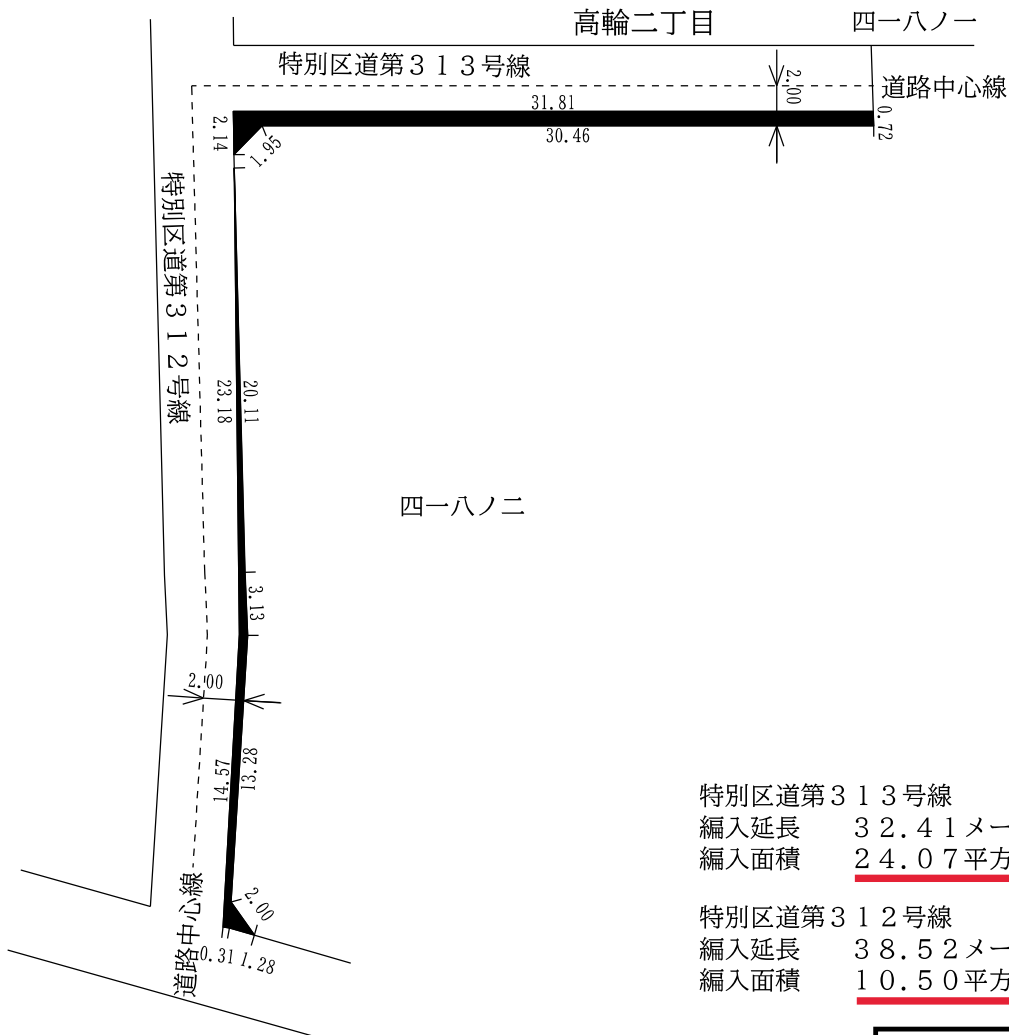 高輪二丁目
四一八ノ一
特別区道第３１３号線
2.00
道路中心線
31.81
30.46
0.72
2.14
1.95
特別区道第３１２号線
23.18
20.11
四一八ノ二
3.13
2.00
14.57
13.28
道路中心線
2.00
0.31
1.28
特別区道第３１３号線
編入延長　３２.４１メー
編入面積　２４.０７平方
特別区道第３１２号線
編入延長　３８.５２メー
編入面積　１０.５０平方